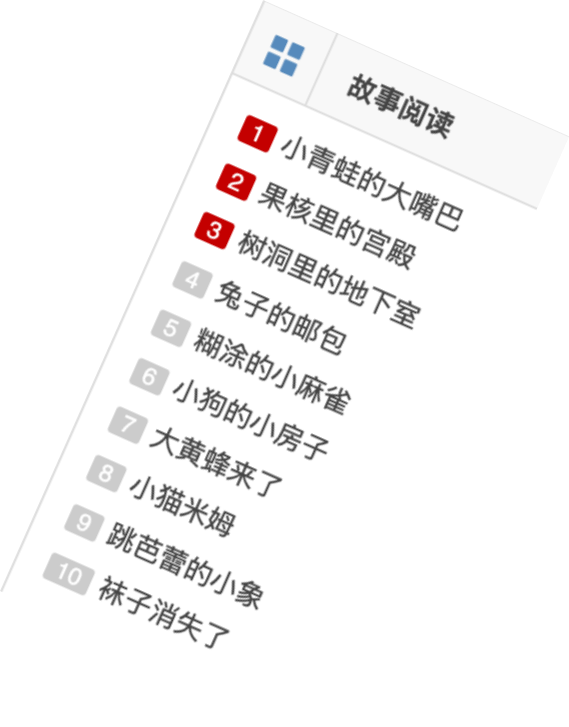 故事阅读
1 小青蛙的大嘴巴
2 果核里的宫殿
3 树洞里的地下室
4 兔子的邮包
5 糊涂的小麻雀
6 小狗的小房子
7 大黄蜂来了
8 小猫米姆
9 跳芭蕾的小象
10 袜子消失了